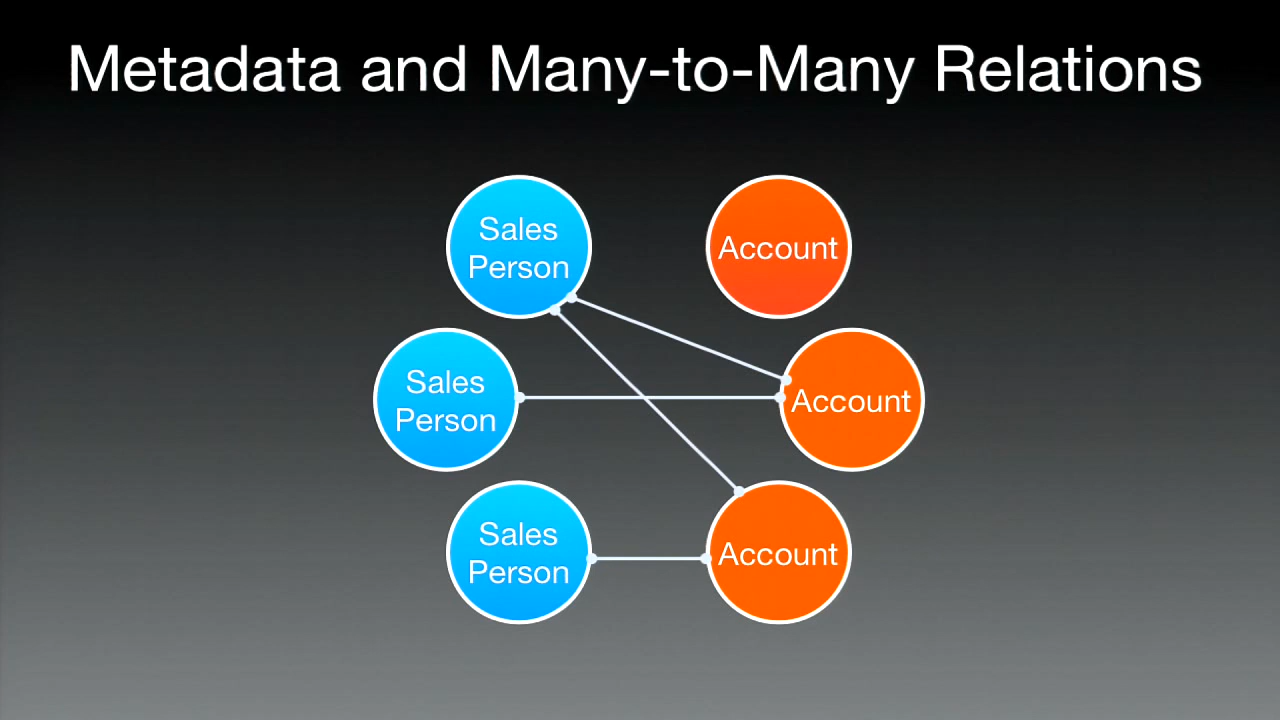 Metadata and Many-to-Many Relations
Sales
Person
Account
Sales
Person
Account
Sales
Person
Account